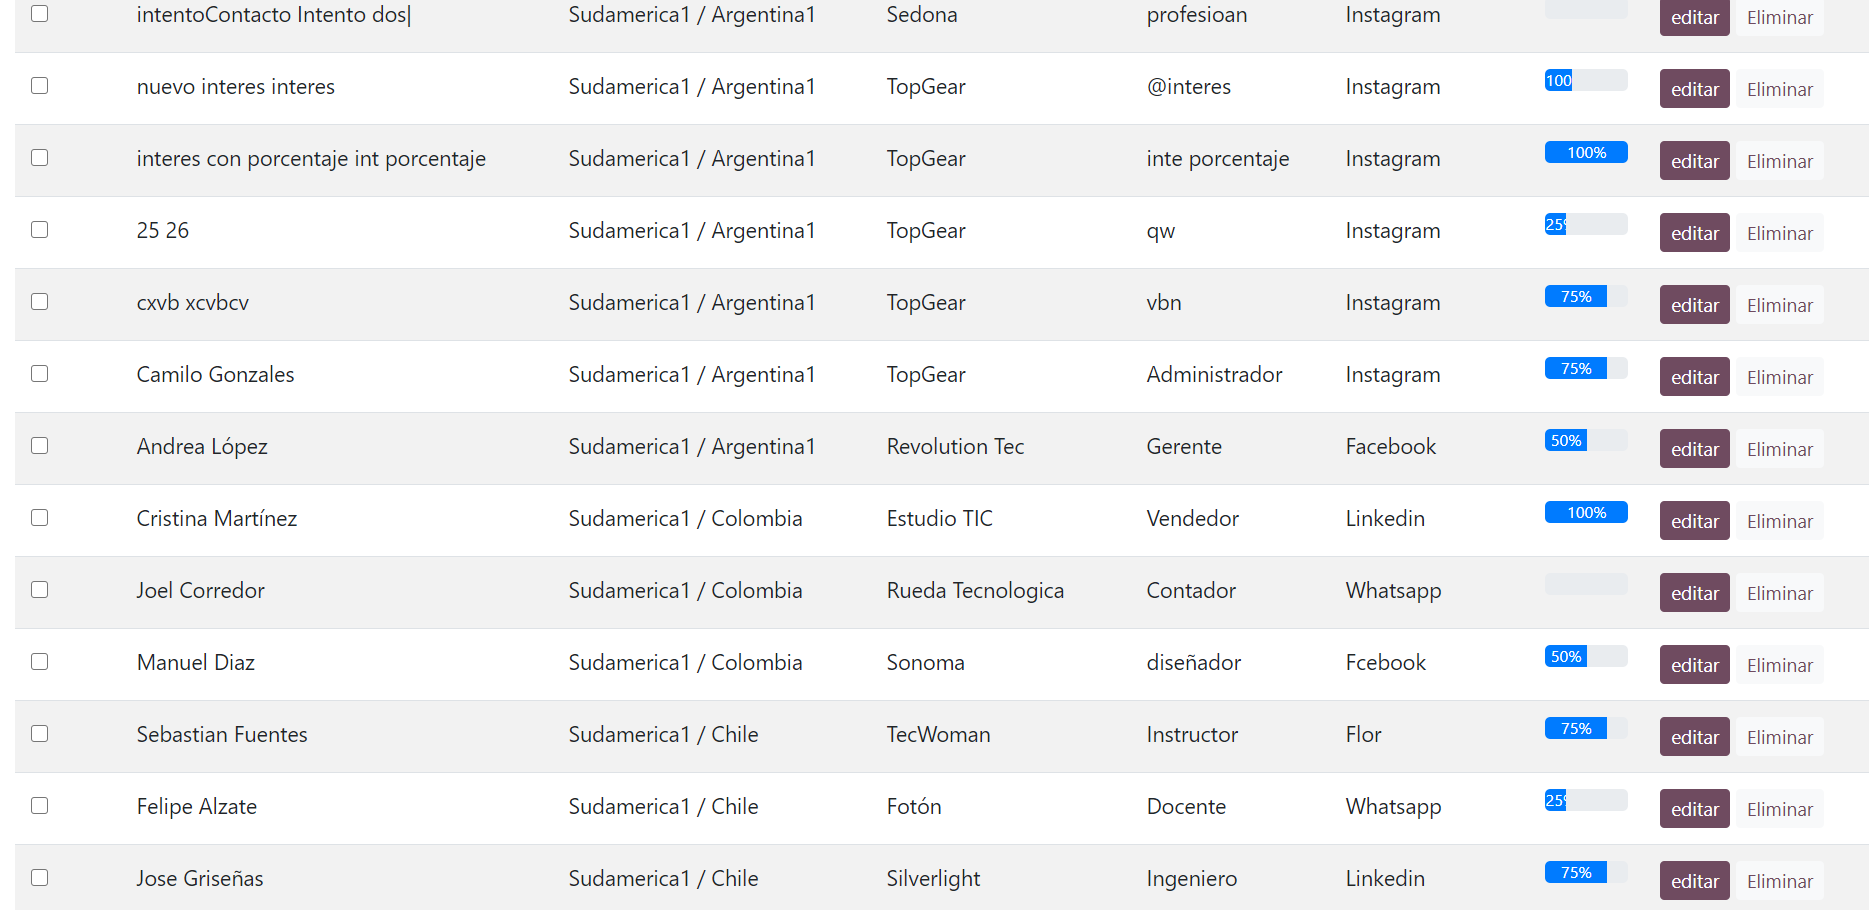 intentoContacto Intento dos| Sudamerica1 / Argentina1 Sedona profesioan Instagram editar Eliminar
nuevo interes interes Sudamerica1 / Argentina1 TopGear @interes Instagram 100 editar Eliminar
interes con porcentaje int porcentaje Sudamerica1 / Argentina1 TopGear inte porcentaje Instagram 100% editar Eliminar
25 26 Sudamerica1 / Argentina1 TopGear qw Instagram 25% editar Eliminar
cxvb xcvbcv Sudamerica1 / Argentina1 TopGear vbn Instagram 75% editar Eliminar
Camilo Gonzales Sudamerica1 / Argentina1 TopGear Administrador Instagram 75% editar Eliminar
Andrea López Sudamerica1 / Argentina1 Revolution Tec Gerente Facebook 50% editar Eliminar
Cristina Martínez Sudamerica1 / Colombia Estudio TIC Vendedor Linkedin 100% editar Eliminar
Joel Corredor Sudamerica1 / Colombia Rueda Tecnologica Contador Whatsapp editar Eliminar
Manuel Diaz Sudamerica1 / Colombia Sonoma diseñador Fcebook 50% editar Eliminar
Sebastian Fuentes Sudamerica1 / Chile TecWoman Instructor Flor 75% editar Eliminar
Felipe Alzate Sudamerica1 / Chile Fotón Docente Whatsapp 25% editar Eliminar
Jose Griseñas Sudamerica1 / Chile Silverlight Ingeniero Linkedin 75% editar Eliminar